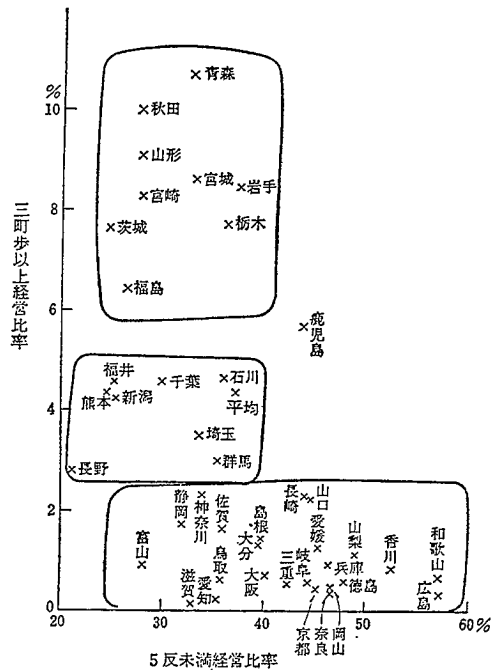 %
10
8
6
4
2
0
三町歩以上経営比率
青森
秋田
山形
宮城
岩手
宮崎
茨城
栃木
福島
鹿児島
福井
千葉
石川
熊本
新潟
平均
埼玉
群馬
長野
静岡
神奈川
佐賀
島根
長崎
山口
愛媛
山梨
香川
和歌山
富山
大分
鳥取
三重
岐阜
兵庫
徳島
広島
滋賀
愛知
大阪
京都
奈良
岡山
20
30
40
50
60%
5反未満経営比率